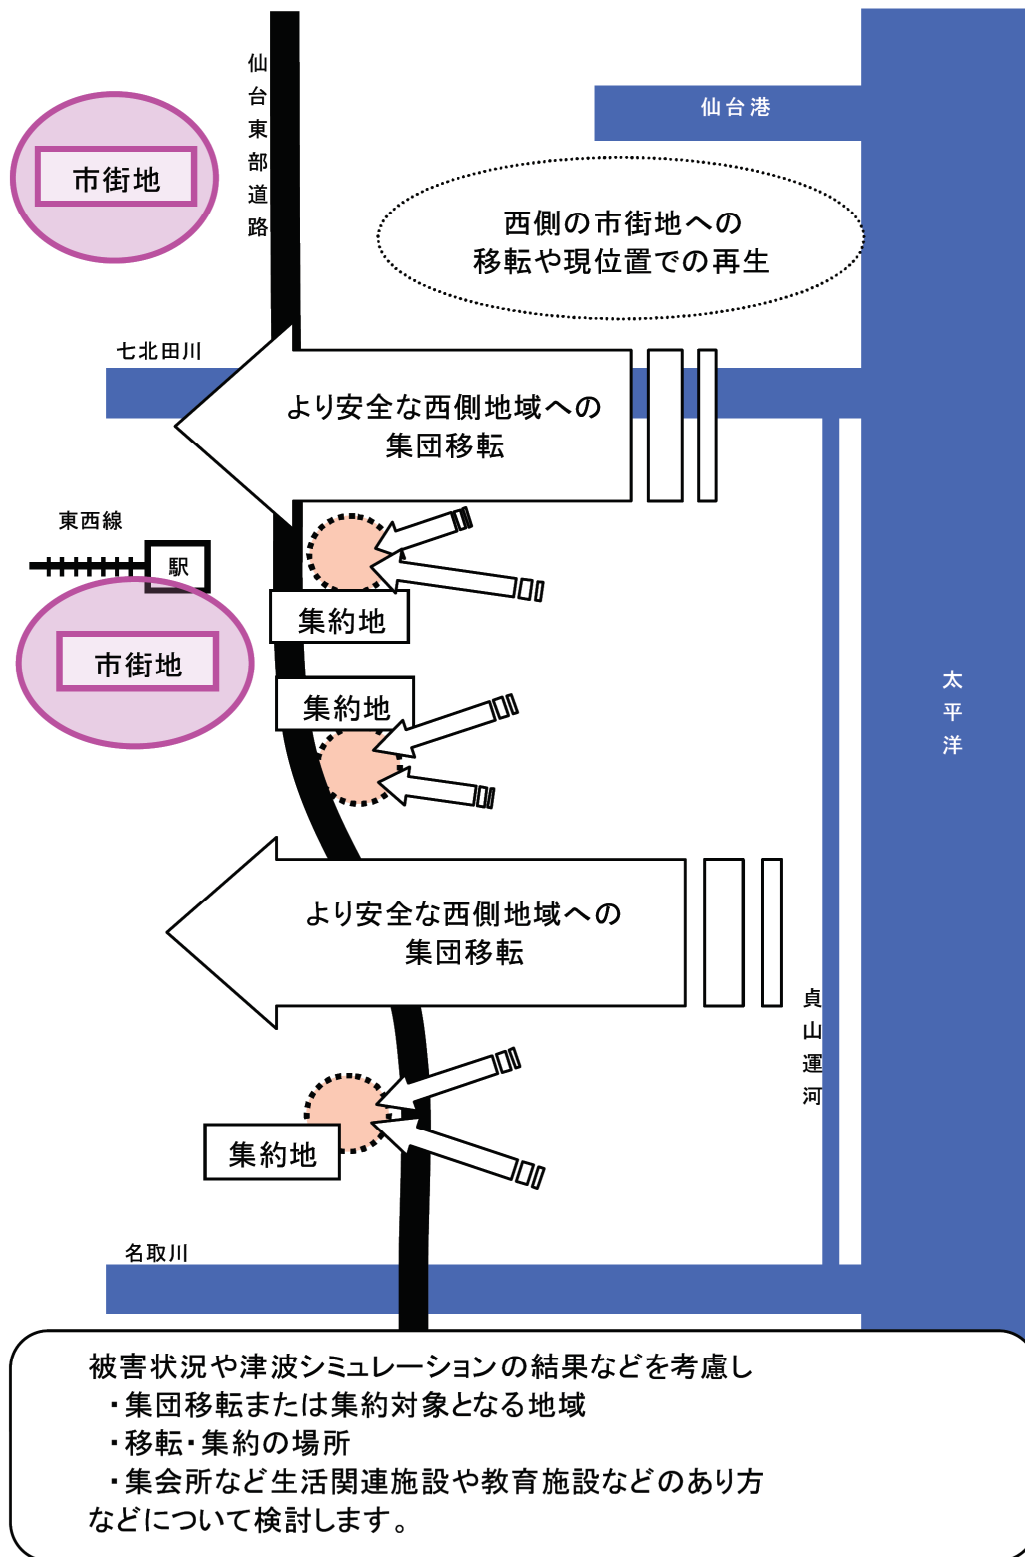 仙台東部道路
仙台港
市街地
西側の市街地への
移転や現位置での再生
七北田川
より安全な西側地域への
集団移転
東西線
駅
集約地
市街地
集約地
太平洋
より安全な西側地域への
集団移転
貞山運河
集約地
名取川
被害状況や津波シミュレーションの結果などを考慮し
・集団移転または集約対象となる地域
・移転・集約の場所
・集会所など生活関連施設や教育施設などのあり方
などについて検討します。